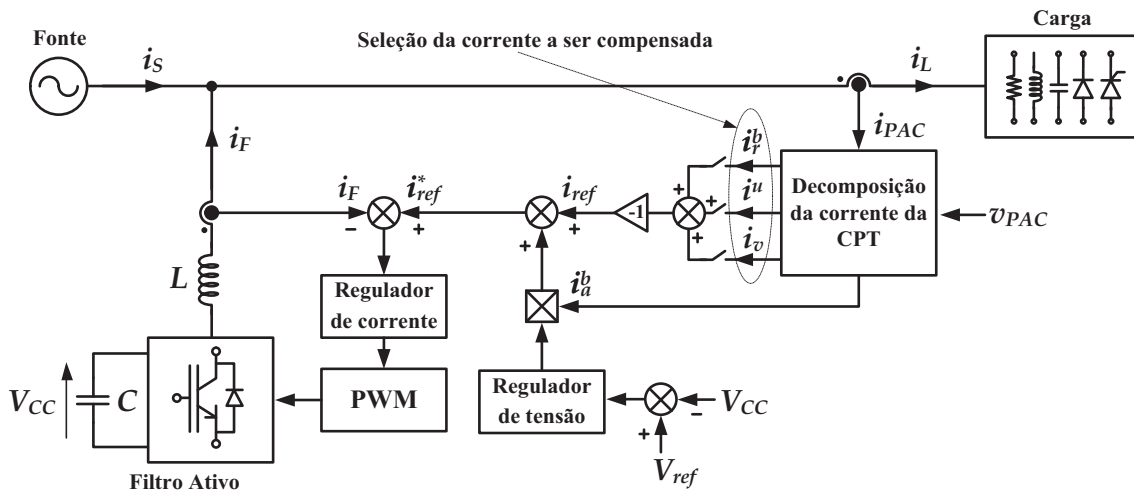 Carga
Fonte
Seleção da corrente a ser compensada
i_S
i_L
i_PAC
i_F
i_r^b
+
i_F
i_ref^*
i_ref
-1
+
i^u
Decomposição
da corrente da
CPT
v_PAC
−
+
+
+
i_v
+
L
Regulador
de corrente
i_a^b
V_CC
C
PWM
Regulador
de tensão
V_CC
−
+
V_ref
Filtro Ativo